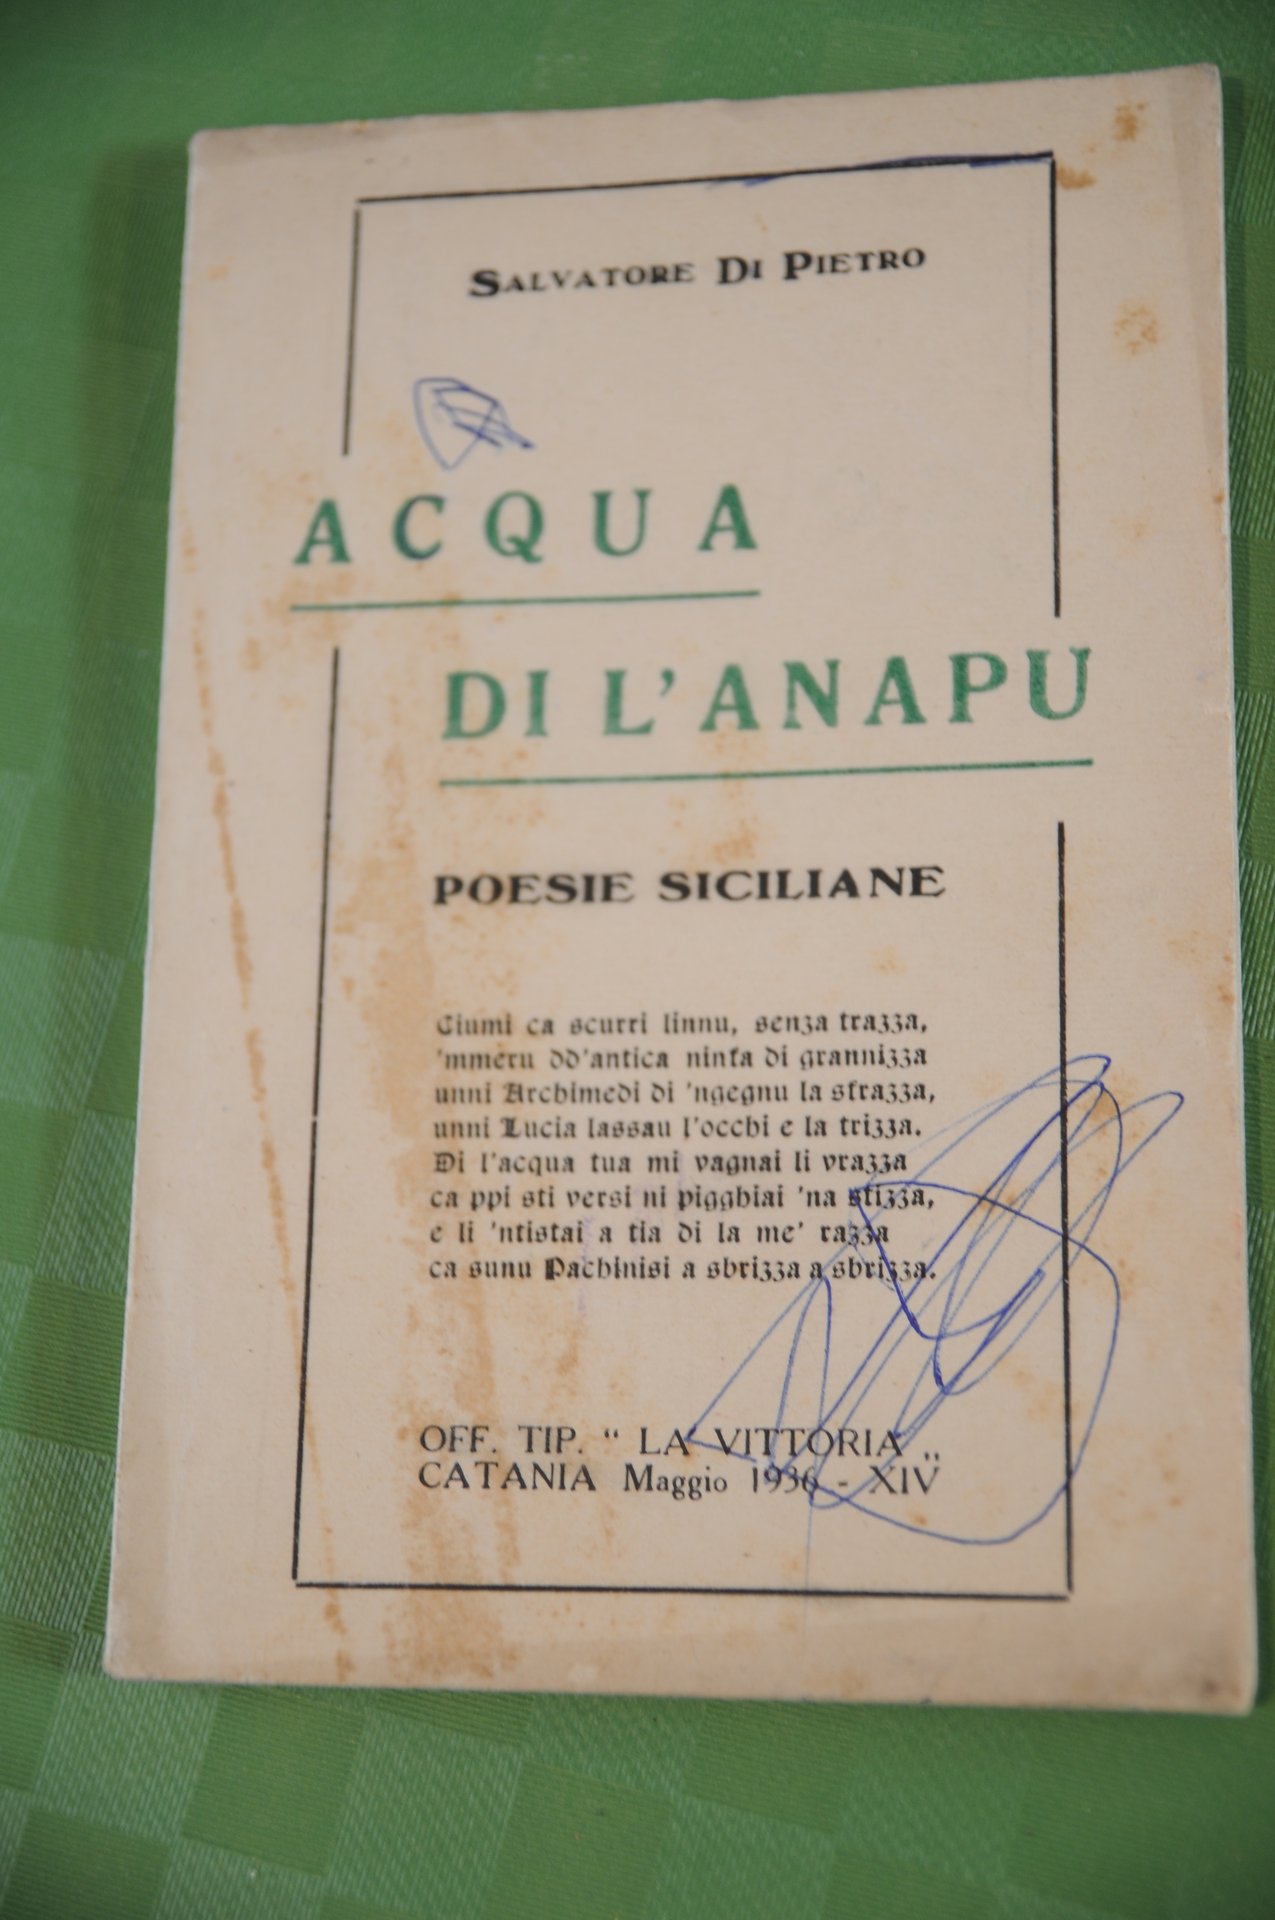 SALVATORE DI PIETRO
ACQUA
DI L'ANAPU
POESIE SICILIANE
Ciumi ca scurri linnu, senza trazza,
'mmeru dd'antica ninfa di grannizza
unni Archimedi di 'ngegnu la sfrazza,
unni Lucia lassau l'occhi e la trizza.
Di l'acqua tua mi vagnai li vrazza
ca ppi sti versi ni pigghiai 'na stizza,
e li 'ntistai a tia di la me' razza
ca sunu Pachinisi a sbrizza a sbrizza.
OFF. TIP. “ LA VITTORIA „
CATANIA Maggio 1936 - XIV